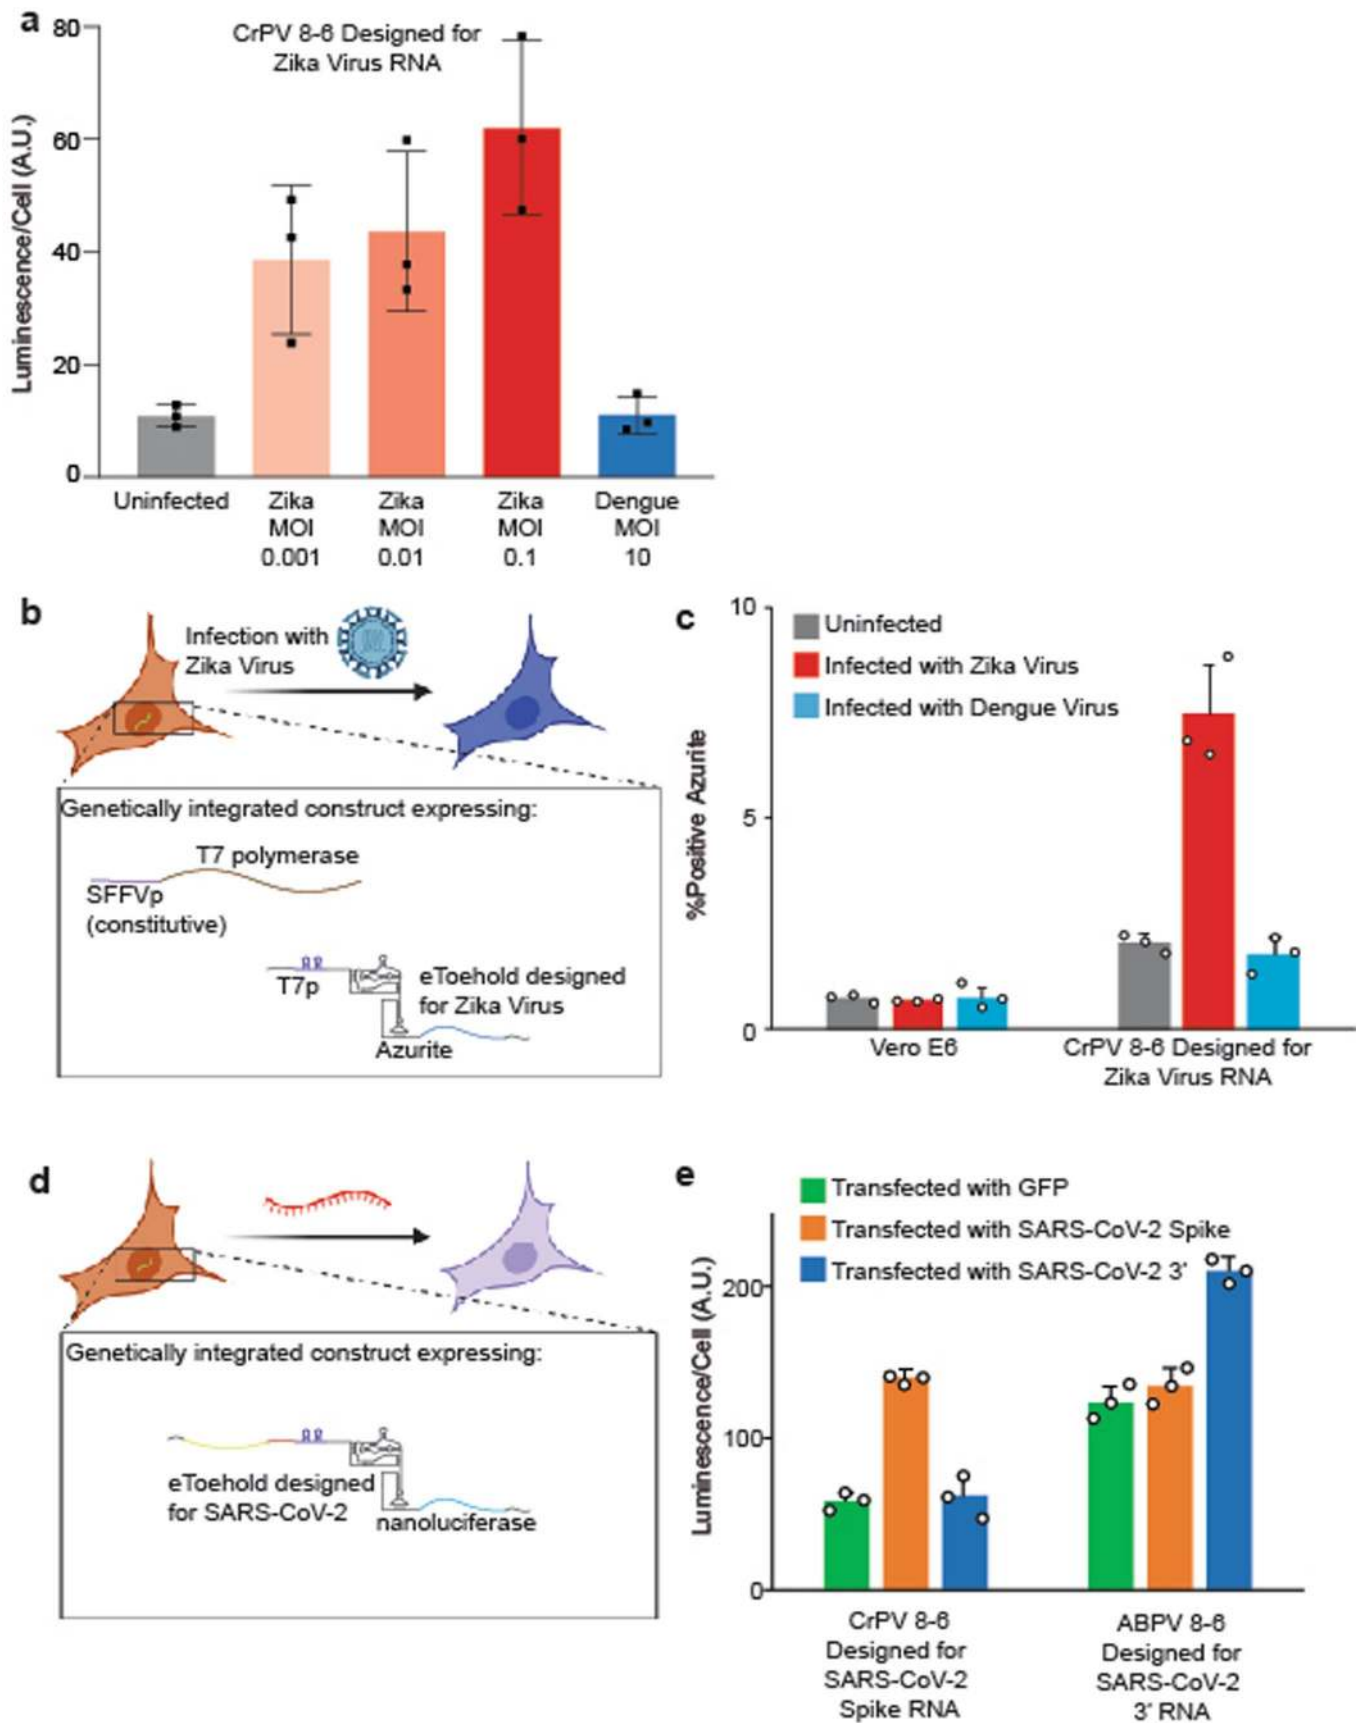 a
CrPV 8-6 Designed for
Zika Virus RNA
Luminescence/Cell (A.U.)
80
60
40
20
0
Uninfected
Zika
MOI
0.001
Zika
MOI
0.01
Zika
MOI
0.1
Dengue
MOI
10
b
Infection with
Zika Virus
Genetically integrated construct expressing:
T7 polymerase
SFFVp
(constitutive)
T7p
eToehold designed
for Zika Virus
Azurite
c
%Positive Azurite
10
5
0
Uninfected
Infected with Zika Virus
Infected with Dengue Virus
Vero E6
CrPV 8-6 Designed for
Zika Virus RNA
d
Genetically integrated construct expressing:
eToehold designed
for SARS-CoV-2
nanoluciferase
e
Transfected with GFP
Transfected with SARS-CoV-2 Spike
Transfected with SARS-CoV-2 3'
Luminescence/Cell (A.U.)
200
100
0
CrPV 8-6
Designed for
SARS-CoV-2
Spike RNA
ABPV 8-6
Designed for
SARS-CoV-2
3' RNA